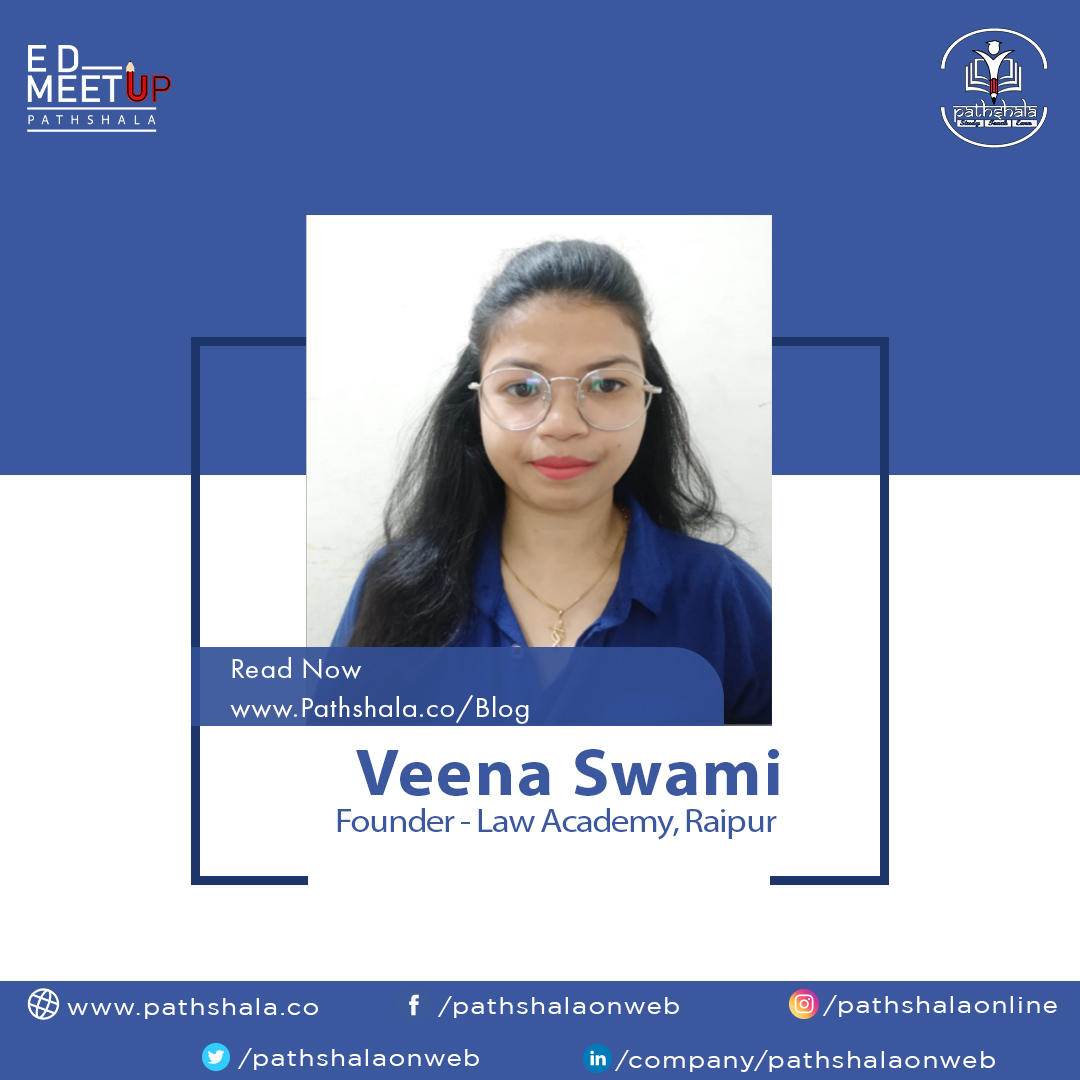 E D
MEETUP
PATHSHALA
pathshala
Read Now
www.Pathshala.co/Blog
Veena Swami
Founder - Law Academy, Raipur
www.pathshala.co
/pathshalaonweb
/pathshalaonline
/pathshalaonweb
/company/pathshalaonweb